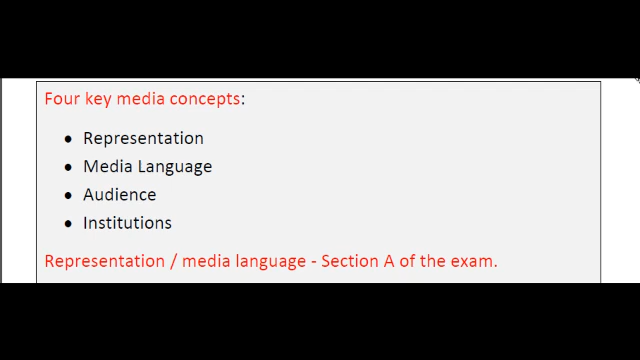 Four key media concepts:
• Representation
• Media Language
• Audience
• Institutions
Representation / media language - Section A of the exam.